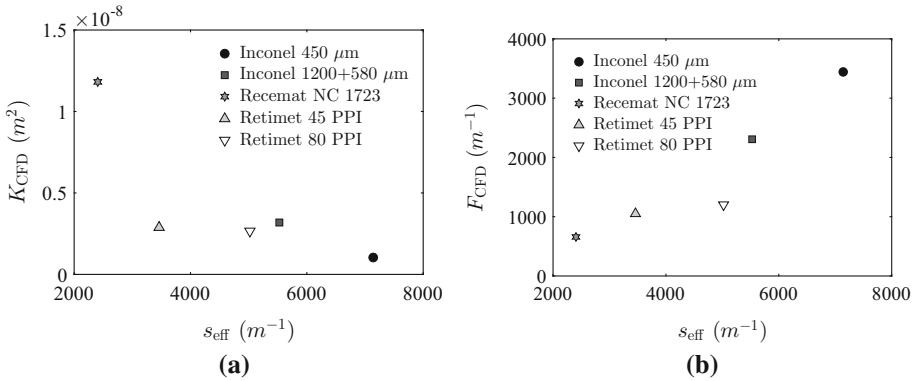 ×10⁻⁸
1.5
1
0.5
0
K_CFD (m²)
Inconel 450 μm
Inconel 1200+580 μm
Recemat NC 1723
Retimet 45 PPI
Retimet 80 PPI
2000 4000 6000 8000
s_eff (m⁻¹)
(a)
4000
3000
2000
1000
0
F_CFD (m⁻¹)
Inconel 450 μm
Inconel 1200+580 μm
Recemat NC 1723
Retimet 45 PPI
Retimet 80 PPI
2000 4000 6000 8000
s_eff (m⁻¹)
(b)